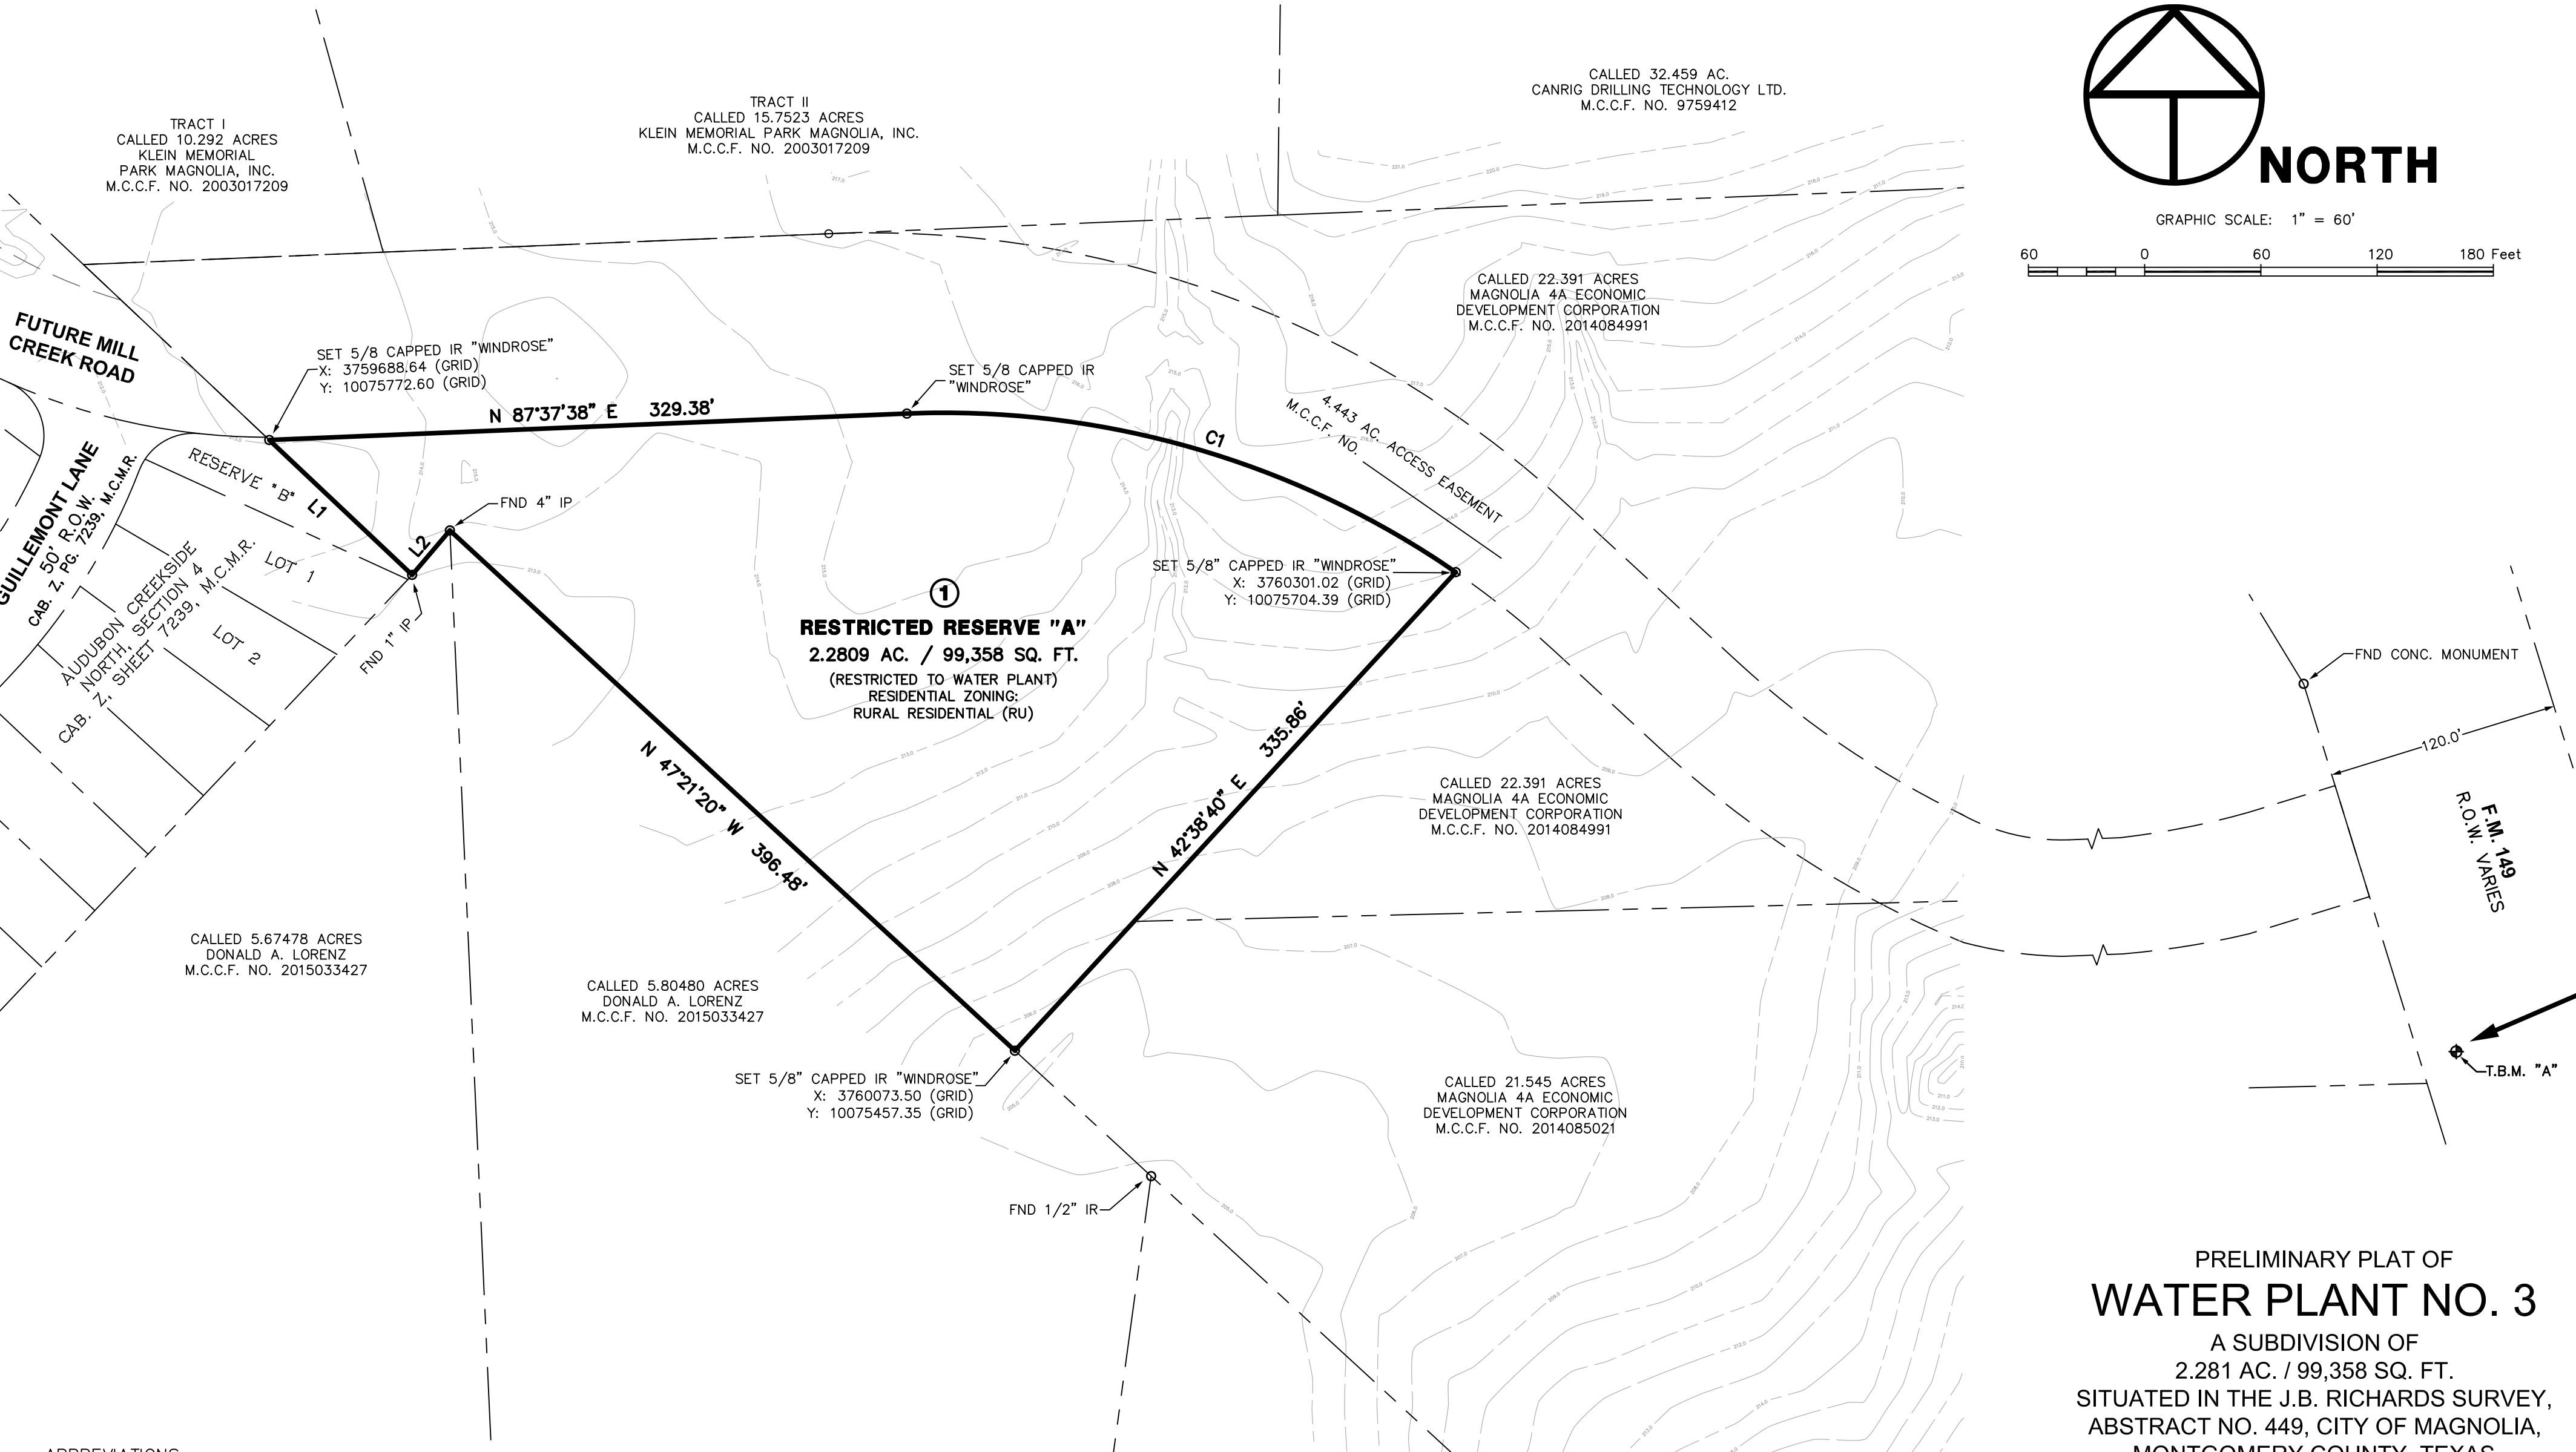 TRACT I
CALLED 10.292 ACRES
KLEIN MEMORIAL
PARK MAGNOLIA, INC.
M.C.C.F. NO. 2003017209
TRACT II
CALLED 15.7523 ACRES
KLEIN MEMORIAL PARK MAGNOLIA, INC.
M.C.C.F. NO. 2003017209
CALLED 32.459 AC.
CANRIG DRILLING TECHNOLOGY LTD.
M.C.C.F. NO. 9759412
NORTH
GRAPHIC SCALE: 1" = 60'
60 0 60 120 180 Feet
CALLED 22.391 ACRES
MAGNOLIA 4A ECONOMIC
DEVELOPMENT CORPORATION
M.C.C.F. NO. 2014084991
FUTURE MILL
CREEK ROAD
SET 5/8 CAPPED IR "WINDROSE"
X: 3759688.64 (GRID)
Y: 10075772.60 (GRID)
SET 5/8 CAPPED IR
"WINDROSE"
N 87°37'38" E 329.38'
C1
4.443 AC. ACCESS EASEMENT
M.C.C.F. NO.
GUILLEMONT LANE
50' R.O.W.
CAB. Z, PG. 7239, M.C.M.R.
RESERVE "B"
L1
L2
FND 4" IP
FND 1" IP
LOT 1
LOT 2
AUDUBON CREEKSIDE
NORTH, SECTION 4
CAB. Z, SHEET 7239, M.C.M.R.
SET 5/8" CAPPED IR "WINDROSE"
X: 3760301.02 (GRID)
Y: 10075704.39 (GRID)
1
RESTRICTED RESERVE "A"
2.2809 AC. / 99,358 SQ. FT.
(RESTRICTED TO WATER PLANT)
RESIDENTIAL ZONING:
RURAL RESIDENTIAL (RU)
N 47°21'20" W 396.48'
N 42°38'40" E 335.86'
FND CONC. MONUMENT
120.0'
F.M. 149
R.O.W. VARIES
CALLED 22.391 ACRES
MAGNOLIA 4A ECONOMIC
DEVELOPMENT CORPORATION
M.C.C.F. NO. 2014084991
CALLED 5.67478 ACRES
DONALD A. LORENZ
M.C.C.F. NO. 2015033427
CALLED 5.80480 ACRES
DONALD A. LORENZ
M.C.C.F. NO. 2015033427
SET 5/8" CAPPED IR "WINDROSE"
X: 3760073.50 (GRID)
Y: 10075457.35 (GRID)
CALLED 21.545 ACRES
MAGNOLIA 4A ECONOMIC
DEVELOPMENT CORPORATION
M.C.C.F. NO. 2014085021
T.B.M. "A"
FND 1/2" IR
PRELIMINARY PLAT OF
WATER PLANT NO. 3
A SUBDIVISION OF
2.281 AC. / 99,358 SQ. FT.
SITUATED IN THE J.B. RICHARDS SURVEY,
ABSTRACT NO. 449, CITY OF MAGNOLIA,
MONTGOMERY COUNTY, TEXAS
ABBREVIATIONS